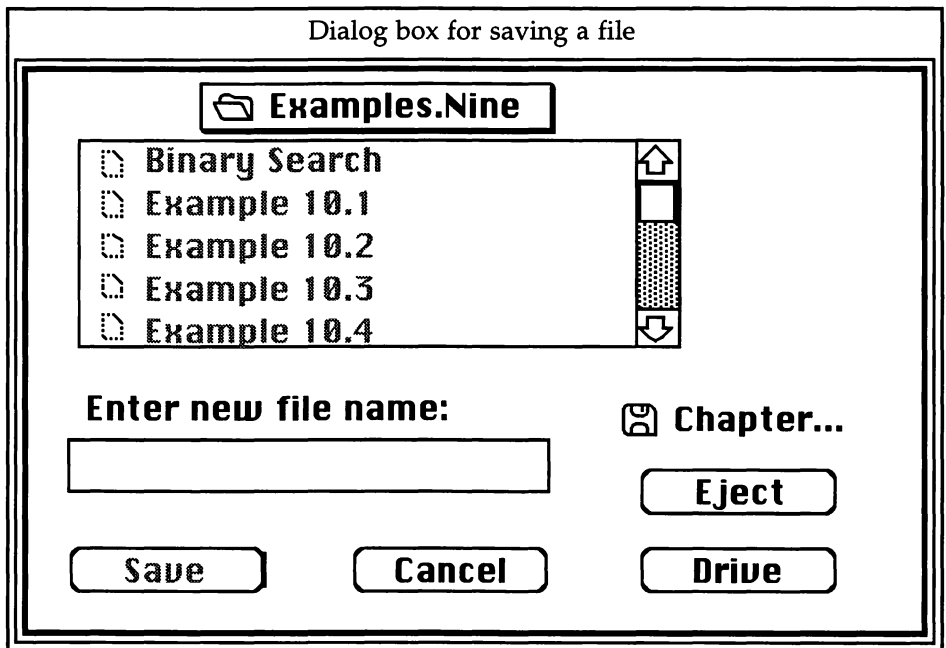 Dialog box for saving a file
Examples.Nine
Binary Search
Example 10.1
Example 10.2
Example 10.3
Example 10.4
Enter new file name:
Chapter...
Eject
Save
Cancel
Drive